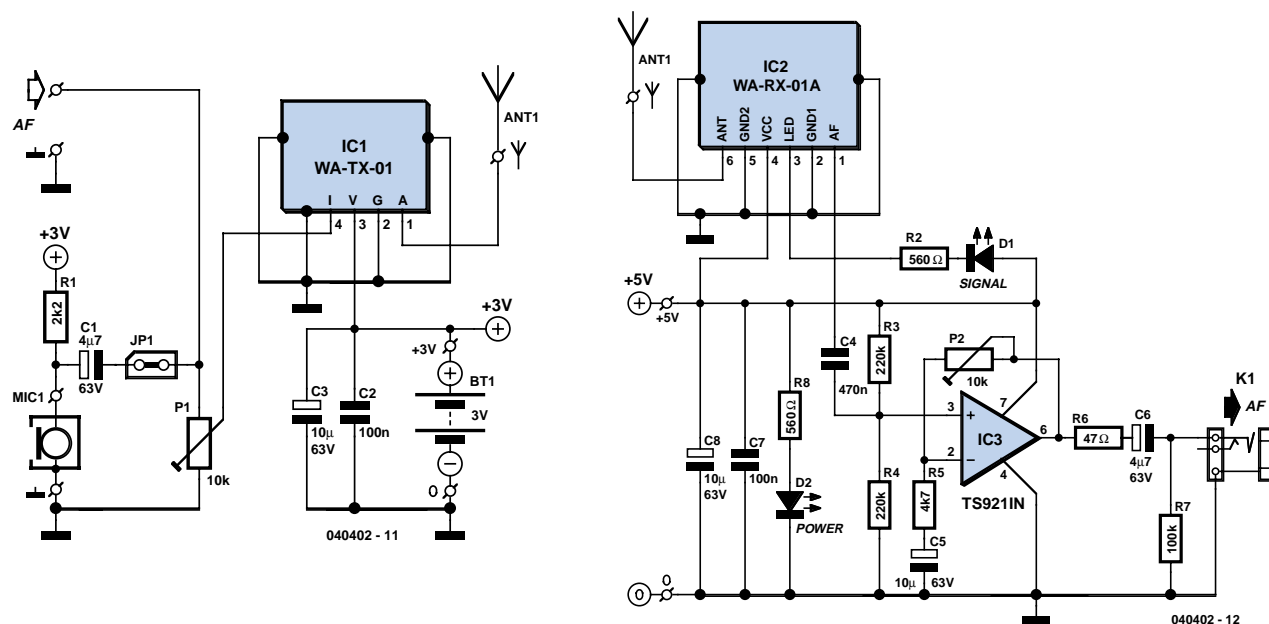 AF
ANT1
IC1
WA-TX-01
I V G A
4 3 2 1
+3V
R1
2k2
C1
4µ7
63V
JP1
MIC1
P1
10k
+3V
+3V
C3
10µ
63V
C2
100n
BT1
3V
0
040402 - 11
ANT1
IC2
WA-RX-01A
ANT GND2 VCC LED GND1 AF
6 5 4 3 2 1
R2
560Ω
D1
SIGNAL
+5V
+5V
R3
220k
C4
470n
P2
10k
R8
560Ω
3
2
7
6
4
IC3
TS921IN
R6
47Ω
C6
4µ7
63V
K1
AF
C8
10µ
63V
C7
100n
D2
POWER
R4
220k
R5
4k7
C5
10µ 63V
R7
100k
0
0
040402 - 12